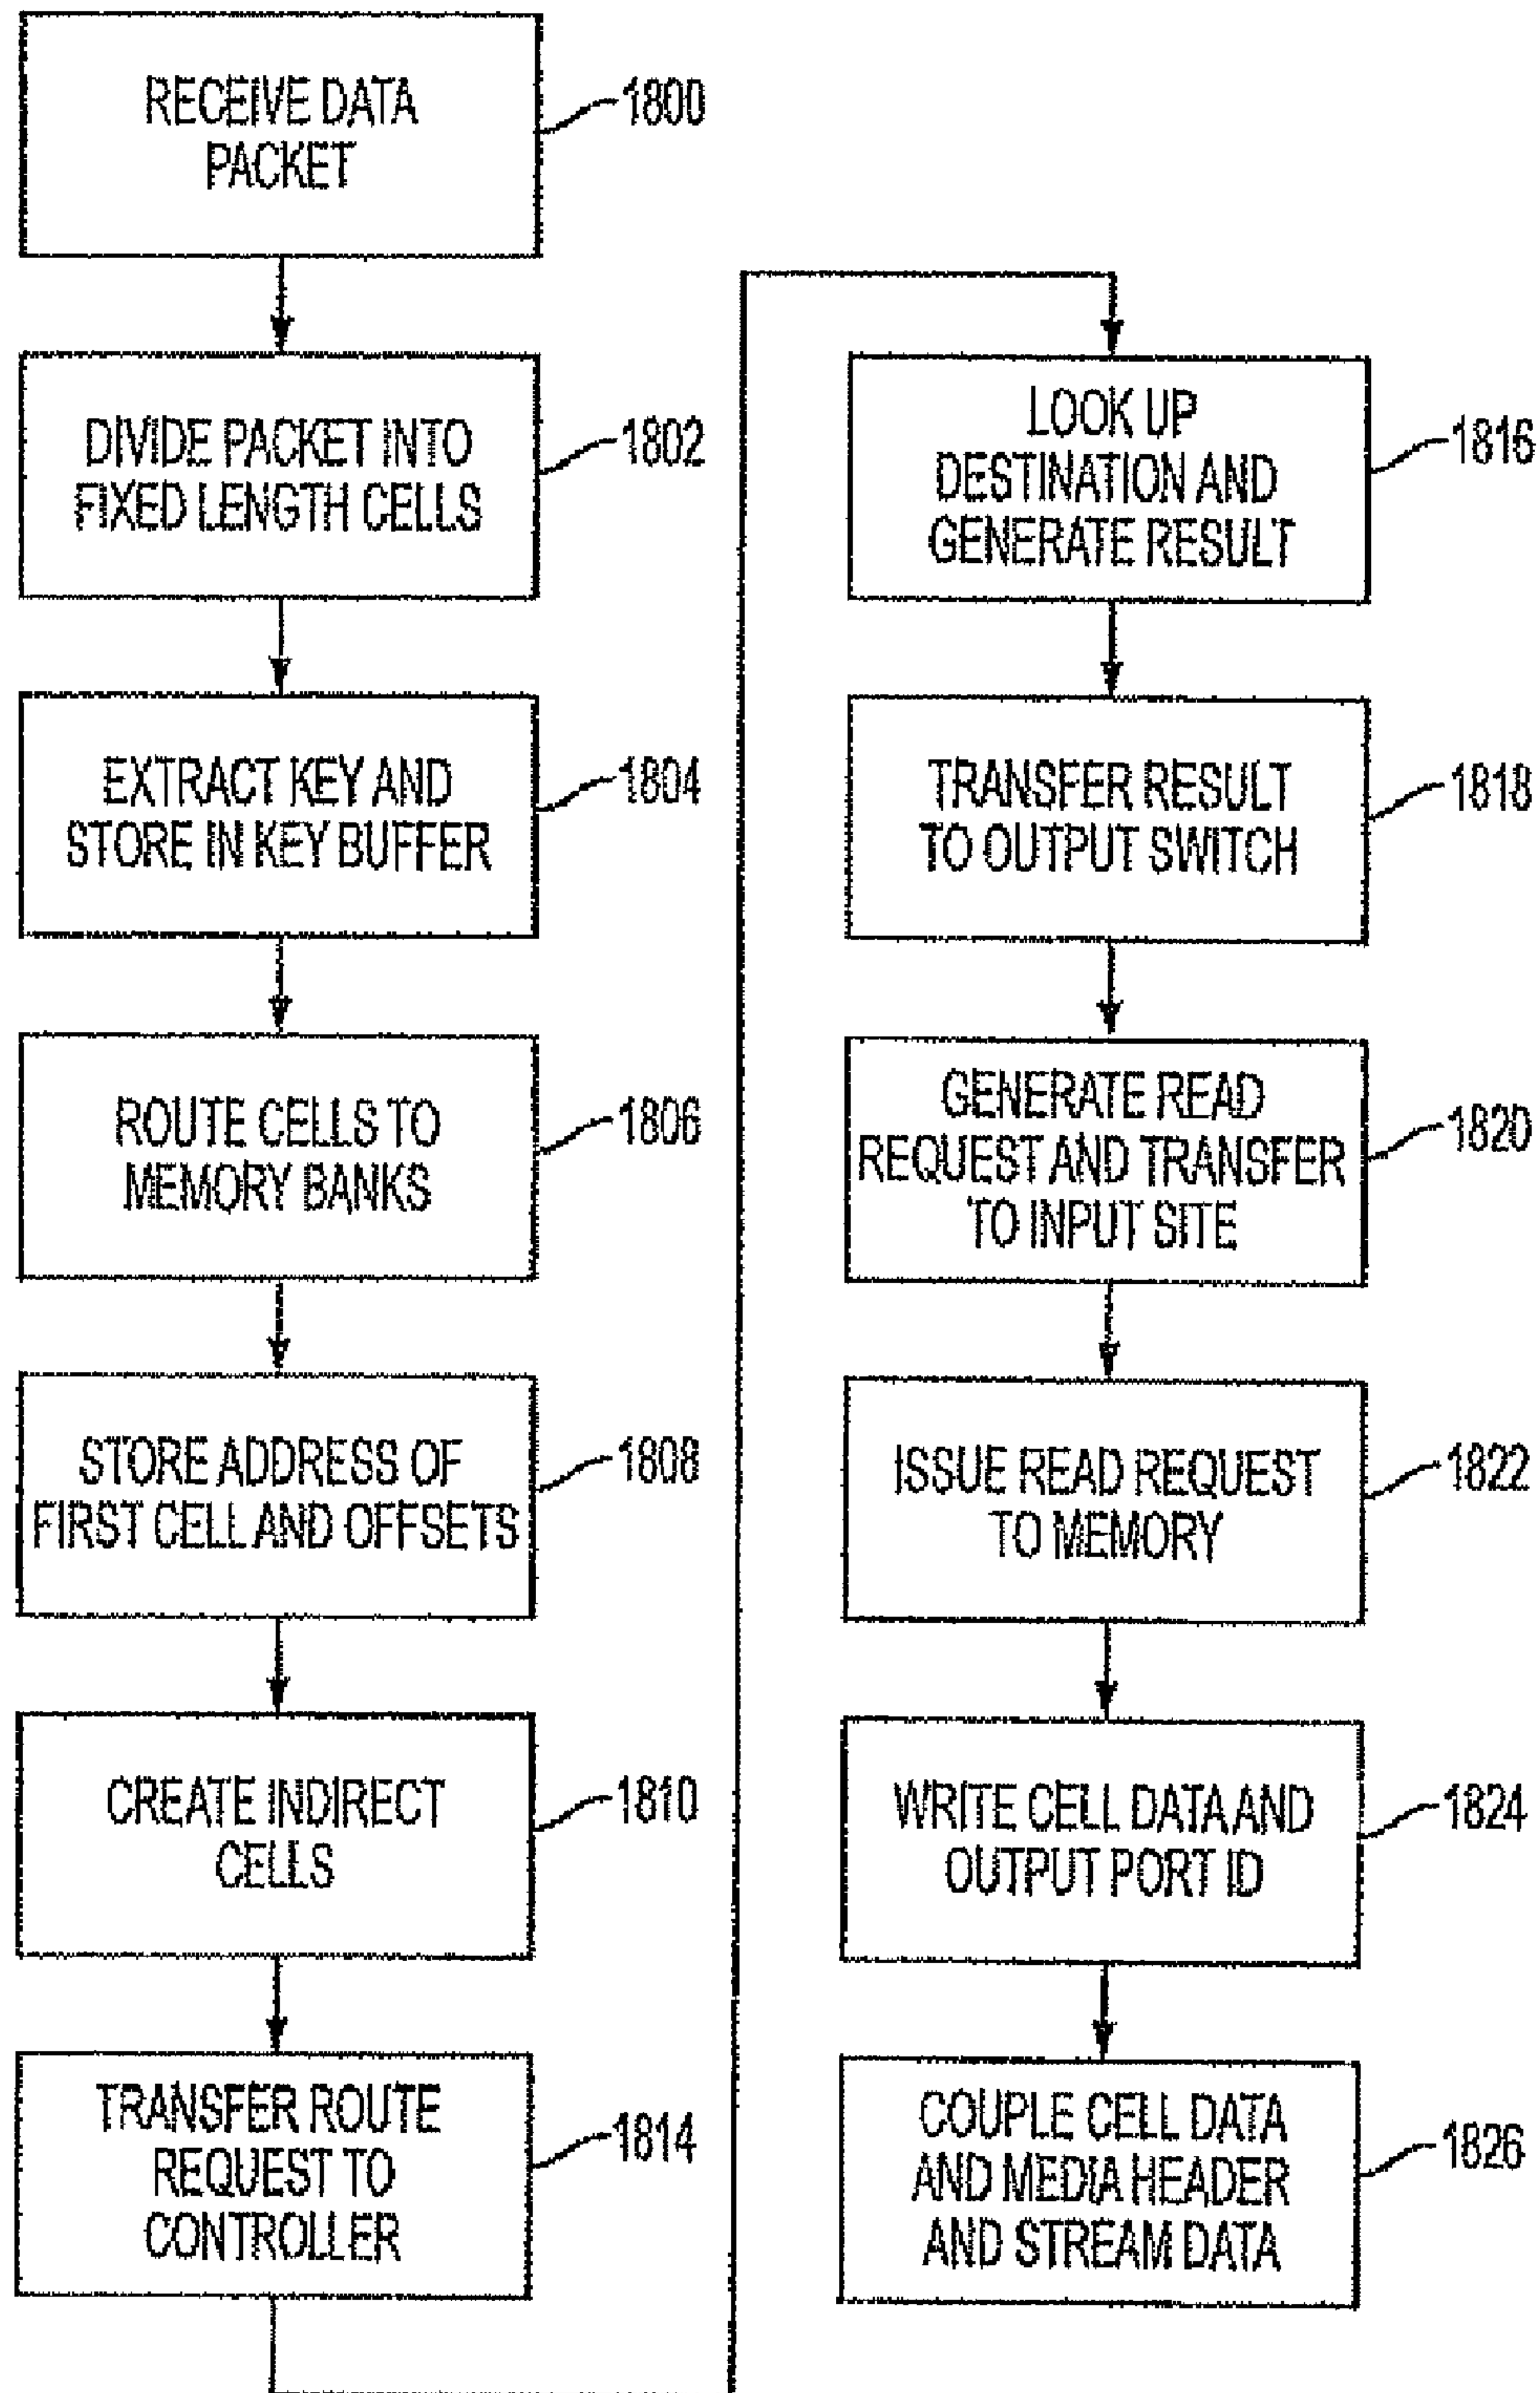 RECEIVE DATA
PACKET
1800
DIVIDE PACKET INTO
FIXED LENGTH CELLS
1802
EXTRACT KEY AND
STORE IN KEY BUFFER
1804
ROUTE CELLS TO
MEMORY BANKS
1806
STORE ADDRESS OF
FIRST CELL AND OFFSETS
1808
CREATE INDIRECT
CELLS
1810
TRANSFER ROUTE
REQUEST TO
CONTROLLER
1814
LOOK UP
DESTINATION AND
GENERATE RESULT
1816
TRANSFER RESULT
TO OUTPUT SWITCH
1818
GENERATE READ
REQUEST AND TRANSFER
TO INPUT SITE
1820
ISSUE READ REQUEST
TO MEMORY
1822
WRITE CELL DATA AND
OUTPUT PORT ID
1824
COUPLE CELL DATA
AND MEDIA HEADER
AND STREAM DATA
1826